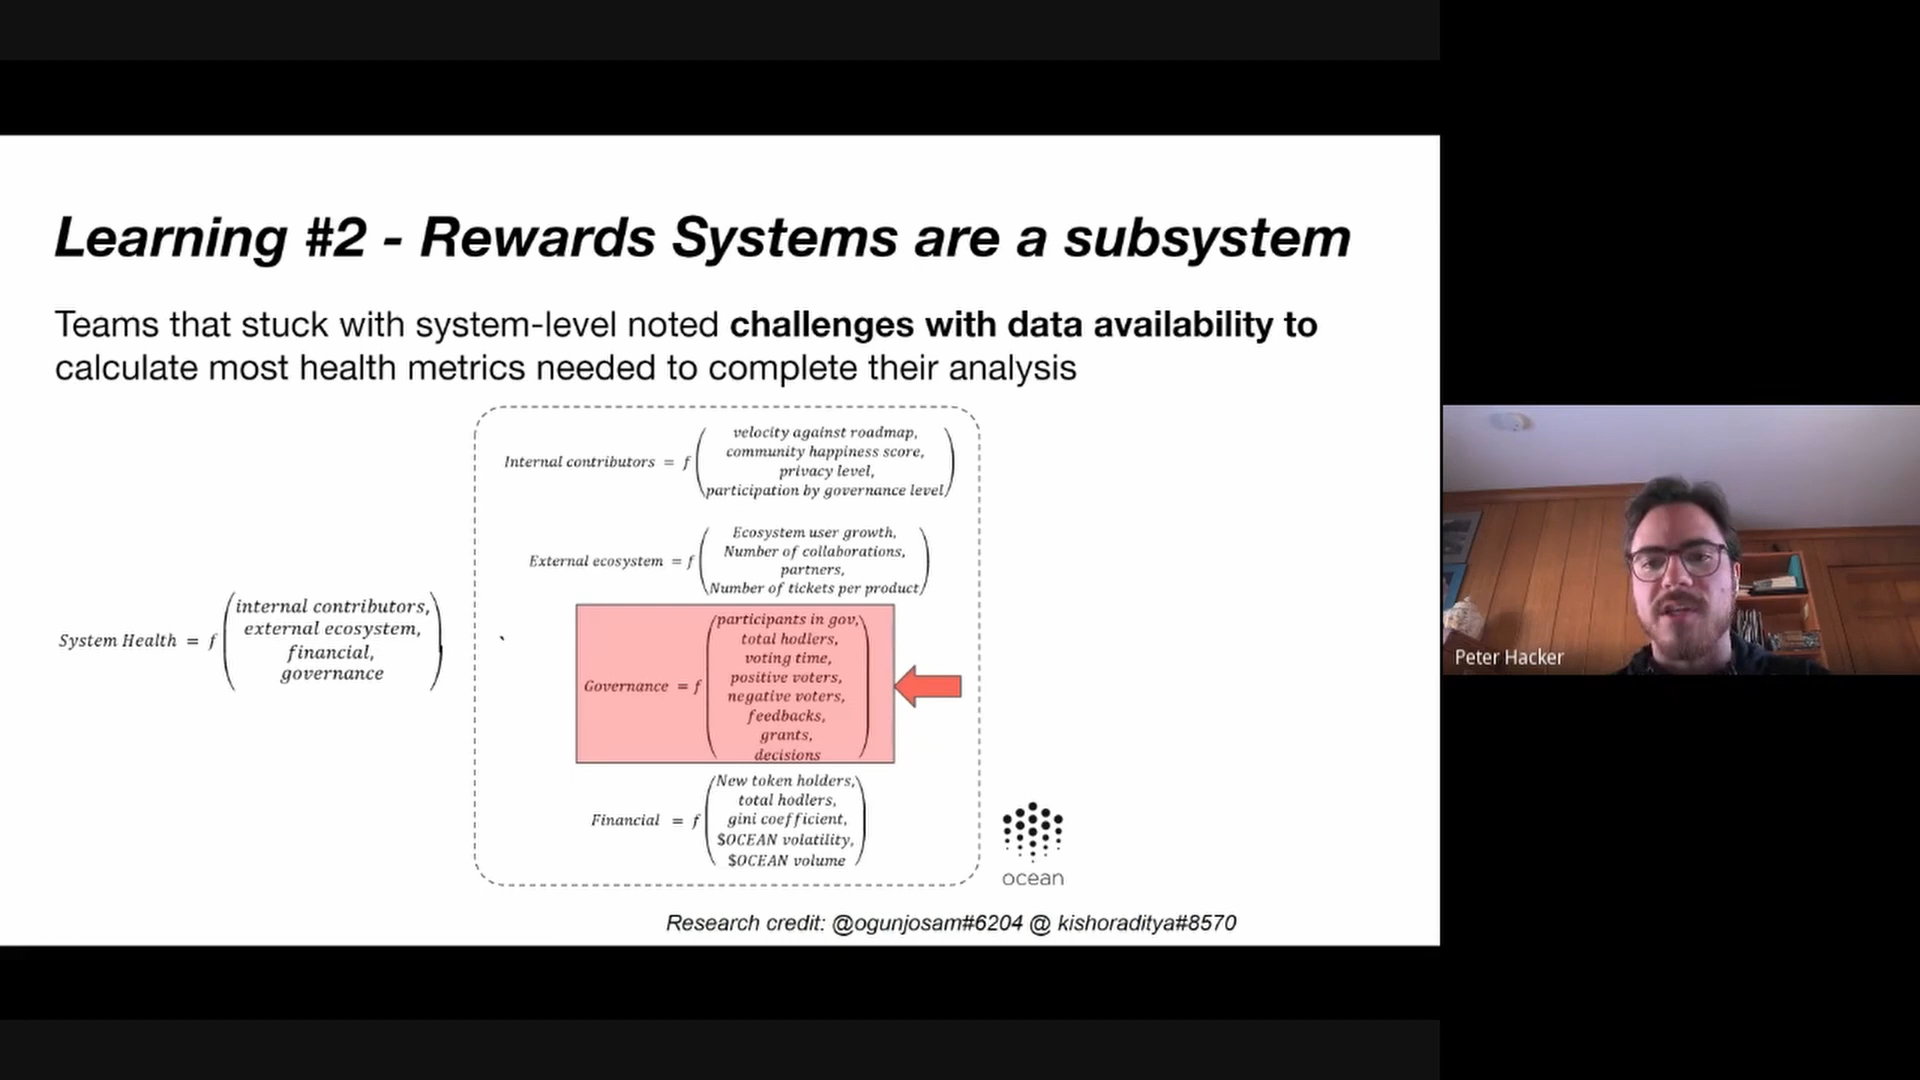 Learning #2 - Rewards Systems are a subsystem
Teams that stuck with system-level noted challenges with data availability to
calculate most health metrics needed to complete their analysis
System Health = f
internal contributors,
external ecosystem,
financial,
governance
Internal contributors = f
velocity against roadmap,
community happiness score,
privacy level,
participation by governance level
External ecosystem = f
Ecosystem user growth,
Number of collaborations,
partners,
Number of tickets per product
Governance = f
participants in gov,
total hodlers,
voting time,
positive voters,
negative voters,
feedbacks,
grants,
decisions
Financial = f
New token holders,
total hodlers,
gini coefficient,
$OCEAN volatility,
$OCEAN volume
ocean
Research credit: @ogunjosam#6204 @ kishoraditya#8570
Peter Hacker